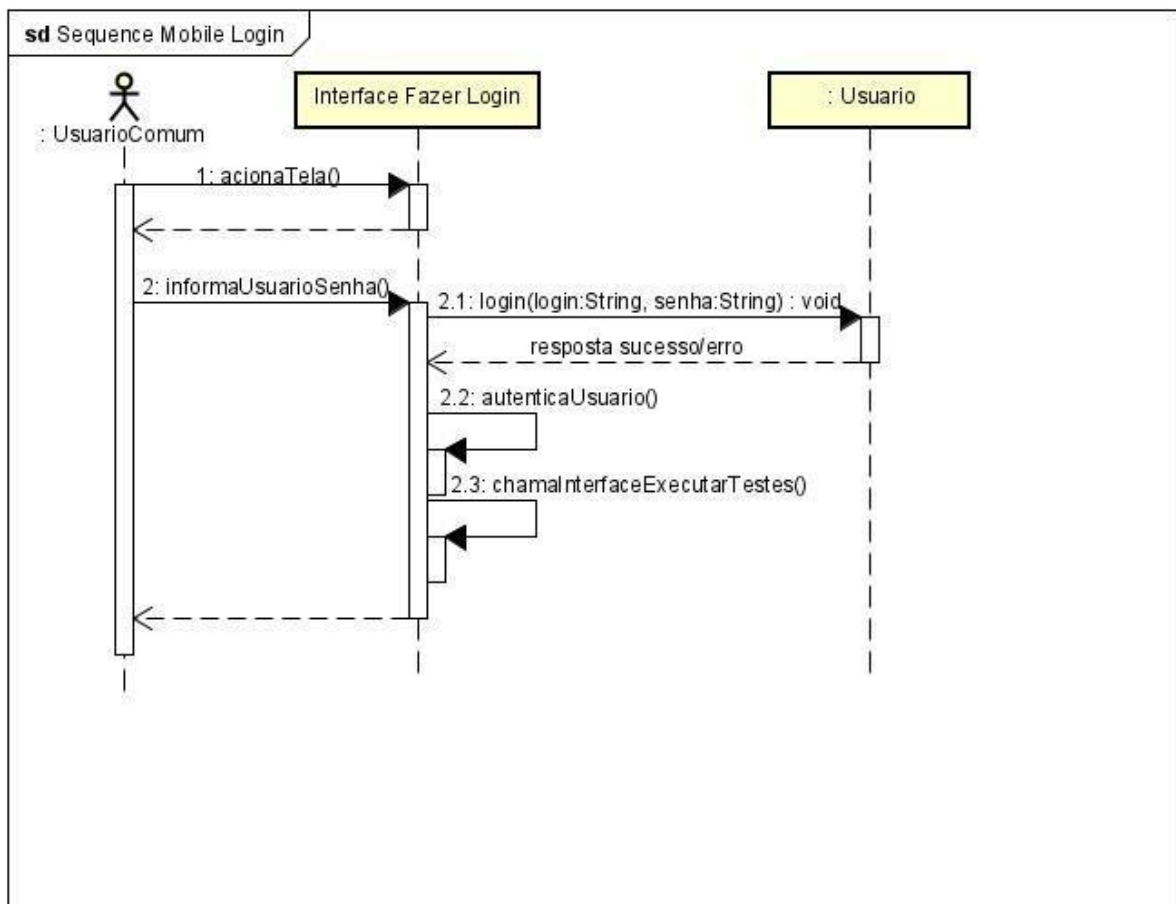 sd Sequence Mobile Login
Interface Fazer Login
: Usuario
: UsuarioComum
1: acionaTela()
2: informaUsuarioSenha()
2.1: login(login:String, senha:String) : void
resposta sucesso/erro
2.2: autenticaUsuario()
2.3: chamaInterfaceExecutarTestes()